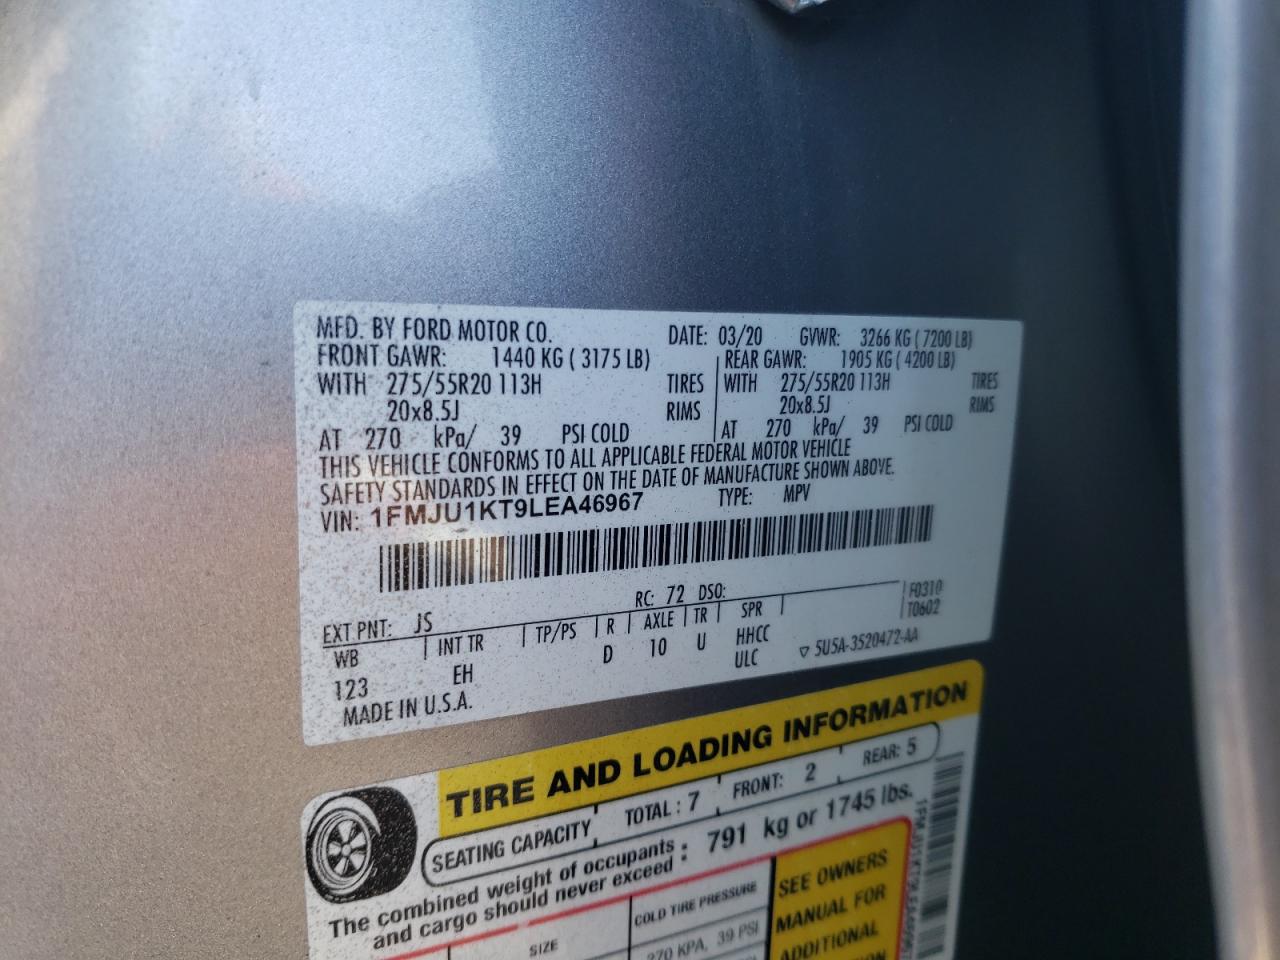 MFD. BY FORD MOTOR CO. DATE: 03/20 GVWR: 3266 KG ( 7200 LB)
FRONT GAWR: 1440 KG ( 3175 LB) REAR GAWR: 1905 KG ( 4200 LB)
WITH 275/55R20 113H TIRES WITH 275/55R20 113H TIRES
20x8.5J RIMS 20x8.5J RIMS
AT 270 kPa/ 39 PSI COLD AT 270 kPa/ 39 PSI COLD
THIS VEHICLE CONFORMS TO ALL APPLICABLE FEDERAL MOTOR VEHICLE
SAFETY STANDARDS IN EFFECT ON THE DATE OF MANUFACTURE SHOWN ABOVE.
VIN: 1FMJU1KT9LEA46967 TYPE: MPV
EXT PNT: JS RC: 72 DSO: F0310
WB INT TR TP/PS R AXLE TR SPR T0602
123 EH D 10 U HHCC
ULC 5U5A-3520472-AA
MADE IN U.S.A.
TIRE AND LOADING INFORMATION
SEATING CAPACITY TOTAL : 7 FRONT: 2 REAR: 5
The combined weight of occupants : 791 kg or 1745 lbs.
and cargo should never exceed
SIZE COLD TIRE PRESSURE SEE OWNERS
270 KPA, 39 PSI MANUAL FOR
ADDITIONAL